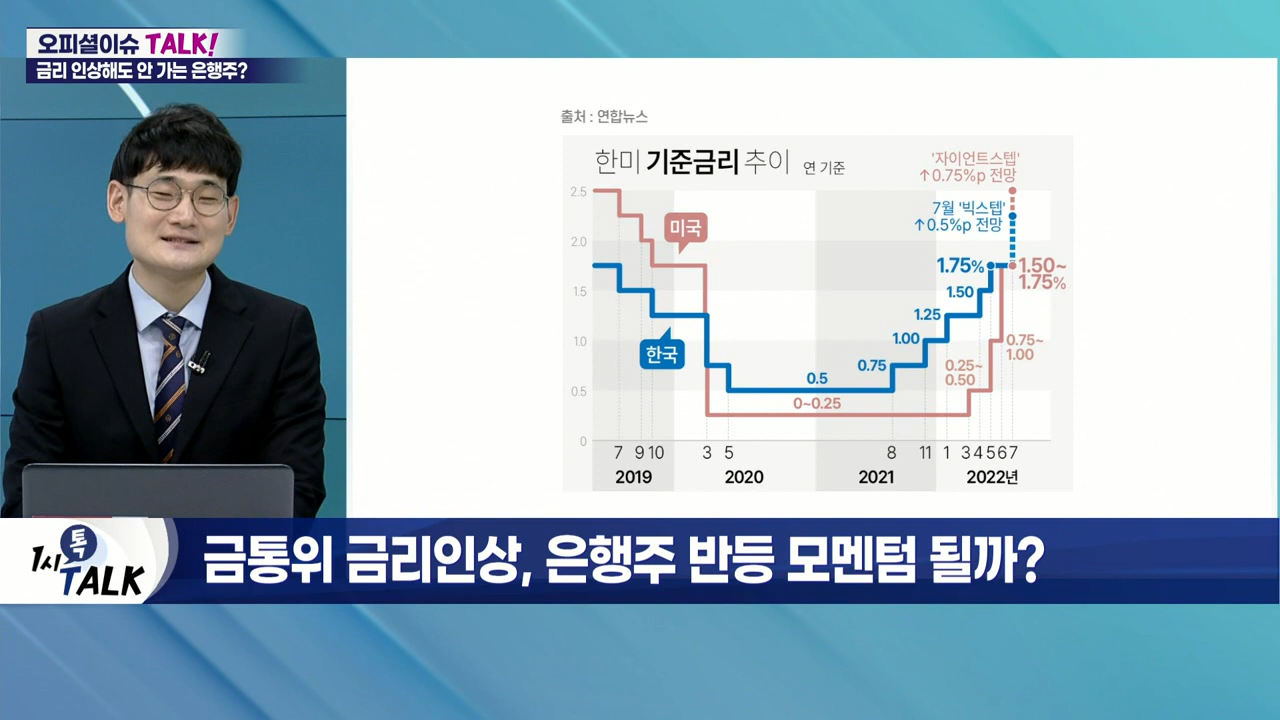 오피셜이슈 TALK!
금리 인상해도 안 가는 은행주?
출처 : 연합뉴스
한미 기준금리 추이 연 기준
'자이언트스텝'
↑0.75%p 전망
7월 '빅스텝'
↑0.5%p 전망
2.5
2.0
1.5
1.0
0.5
0
미국
한국
1.75%
1.50~
1.75%
1.50
1.25
1.00
0.75
0.5
0~0.25
0.25~
0.50
0.75~
1.00
7 9 10 3 5 8 11 1 3 4 5 6 7
2019 2020 2021 2022년
1시 톡
TALK
금통위 금리인상, 은행주 반등 모멘텀 될까?